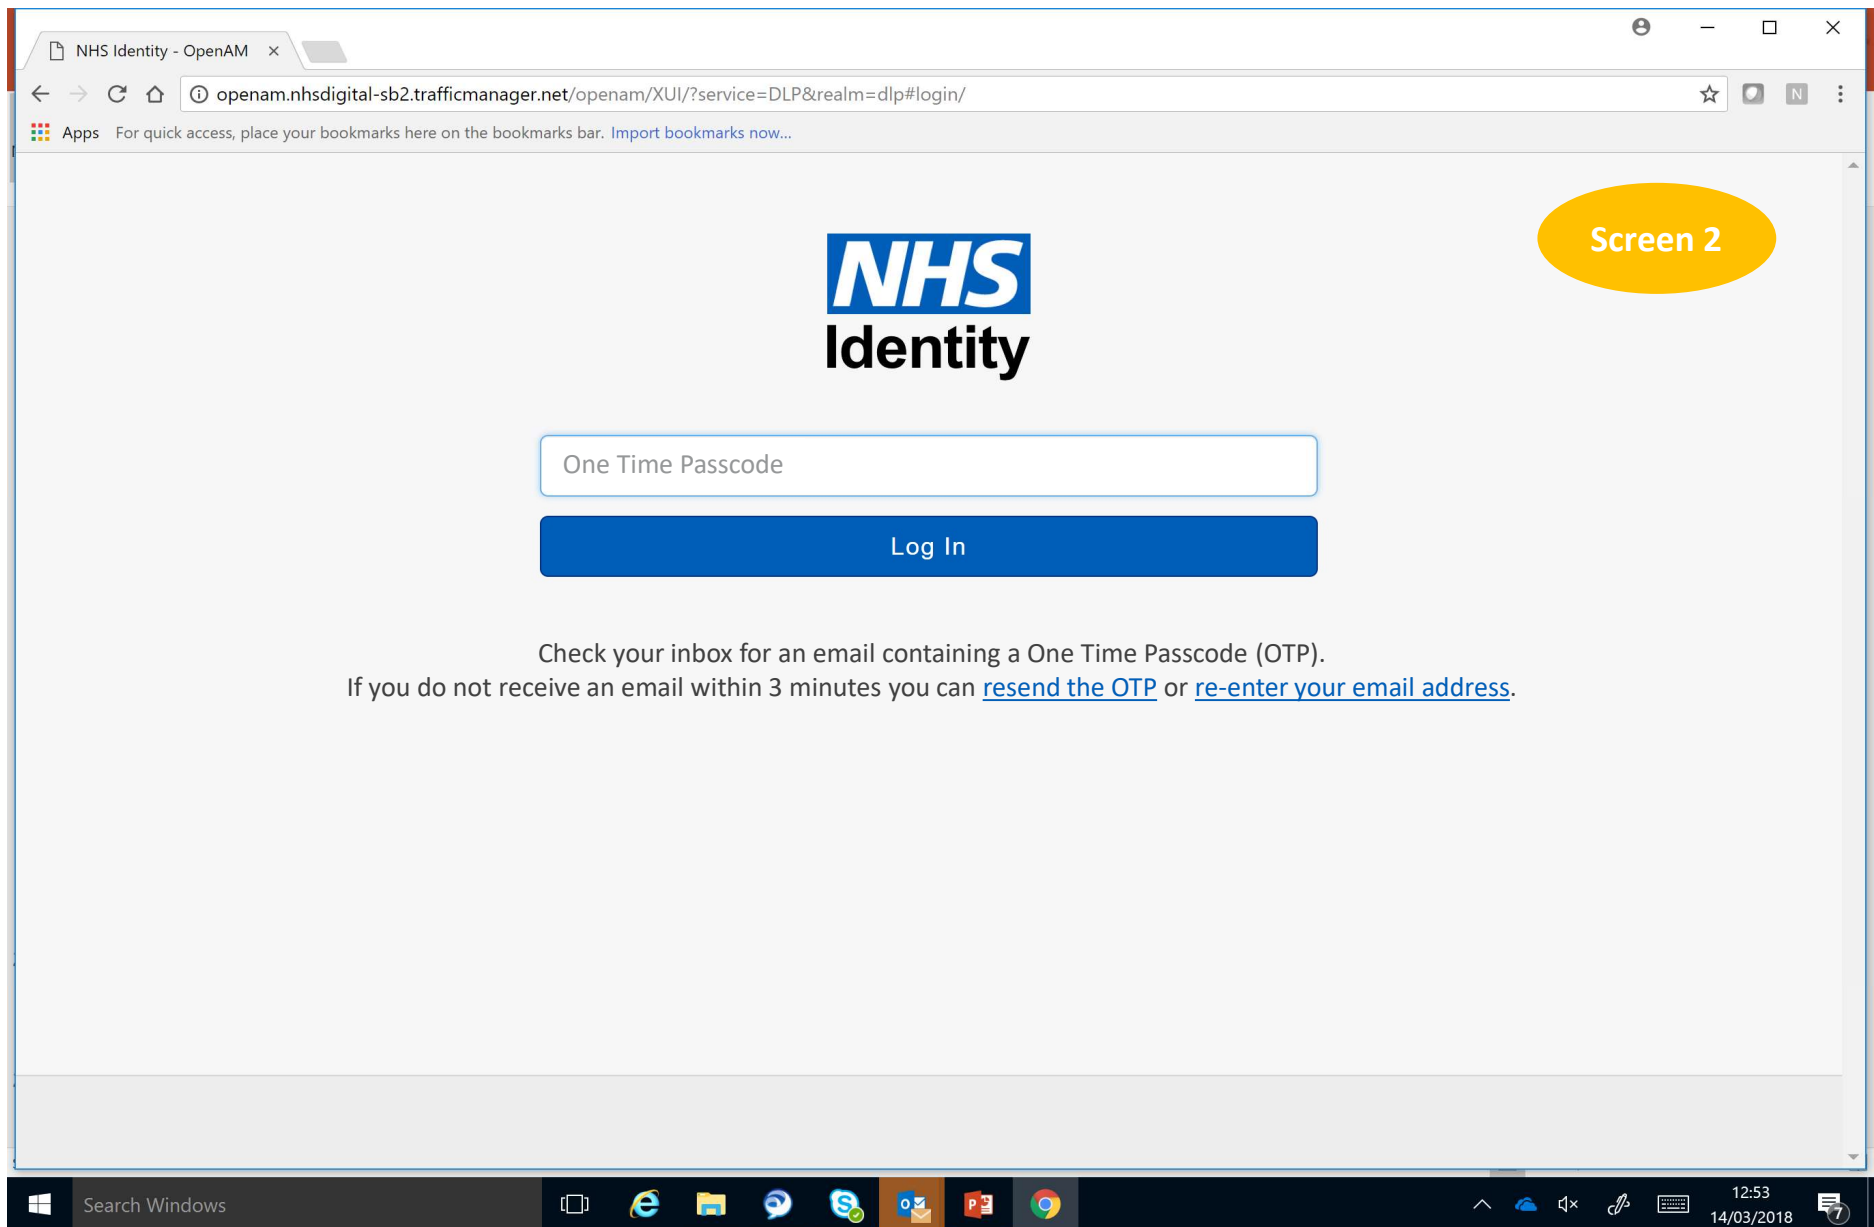 NHS Identity - OpenAM
openam.nhsdigital-sb2.trafficmanager.net/openam/XUI/?service=DLP&realm=dlp#login/
N
Apps For quick access, place your bookmarks here on the bookmarks bar. Import bookmarks now...
Screen 2
NHS
Identity
One Time Passcode
Log In
Check your inbox for an email containing a One Time Passcode (OTP).
If you do not receive an email within 3 minutes you can resend the OTP or re-enter your email address.
Search Windows
12:53
14/03/2018
7